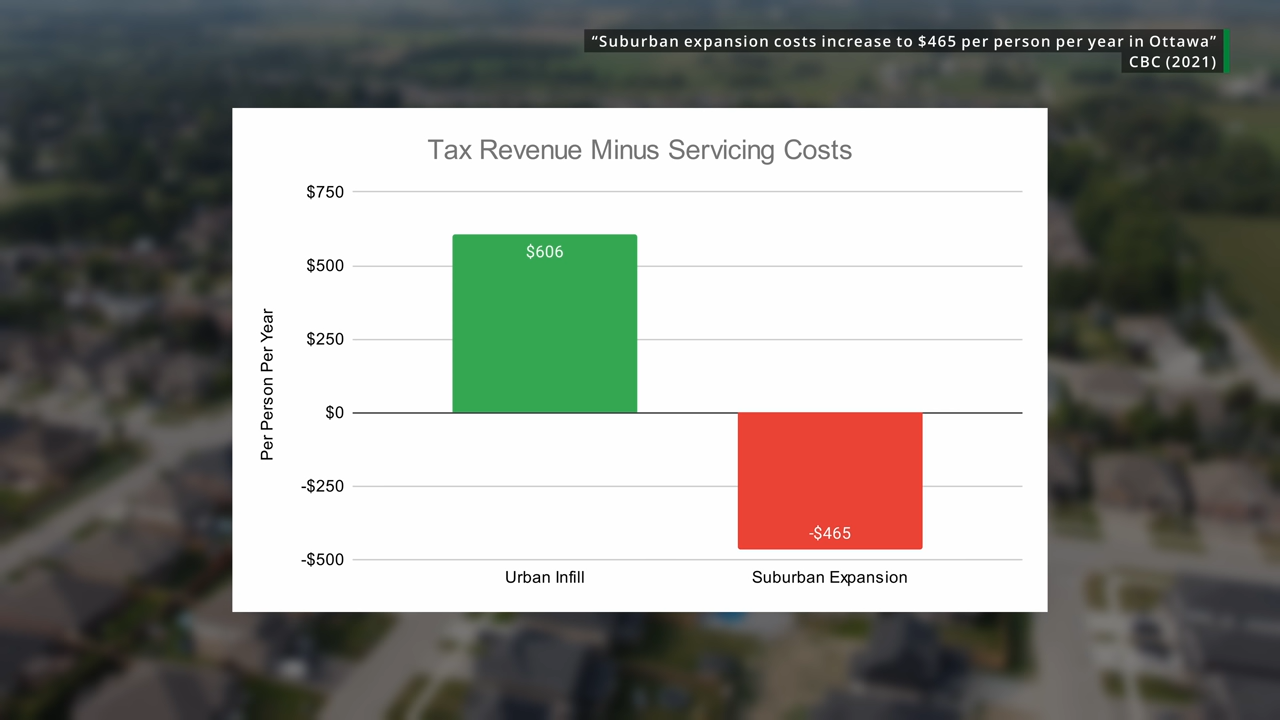 “Suburban expansion costs increase to $465 per person per year in Ottawa”
CBC (2021)
Tax Revenue Minus Servicing Costs
Per Person Per Year
$750
$500
$250
$0
-$250
-$500
$606
-$465
Urban Infill
Suburban Expansion